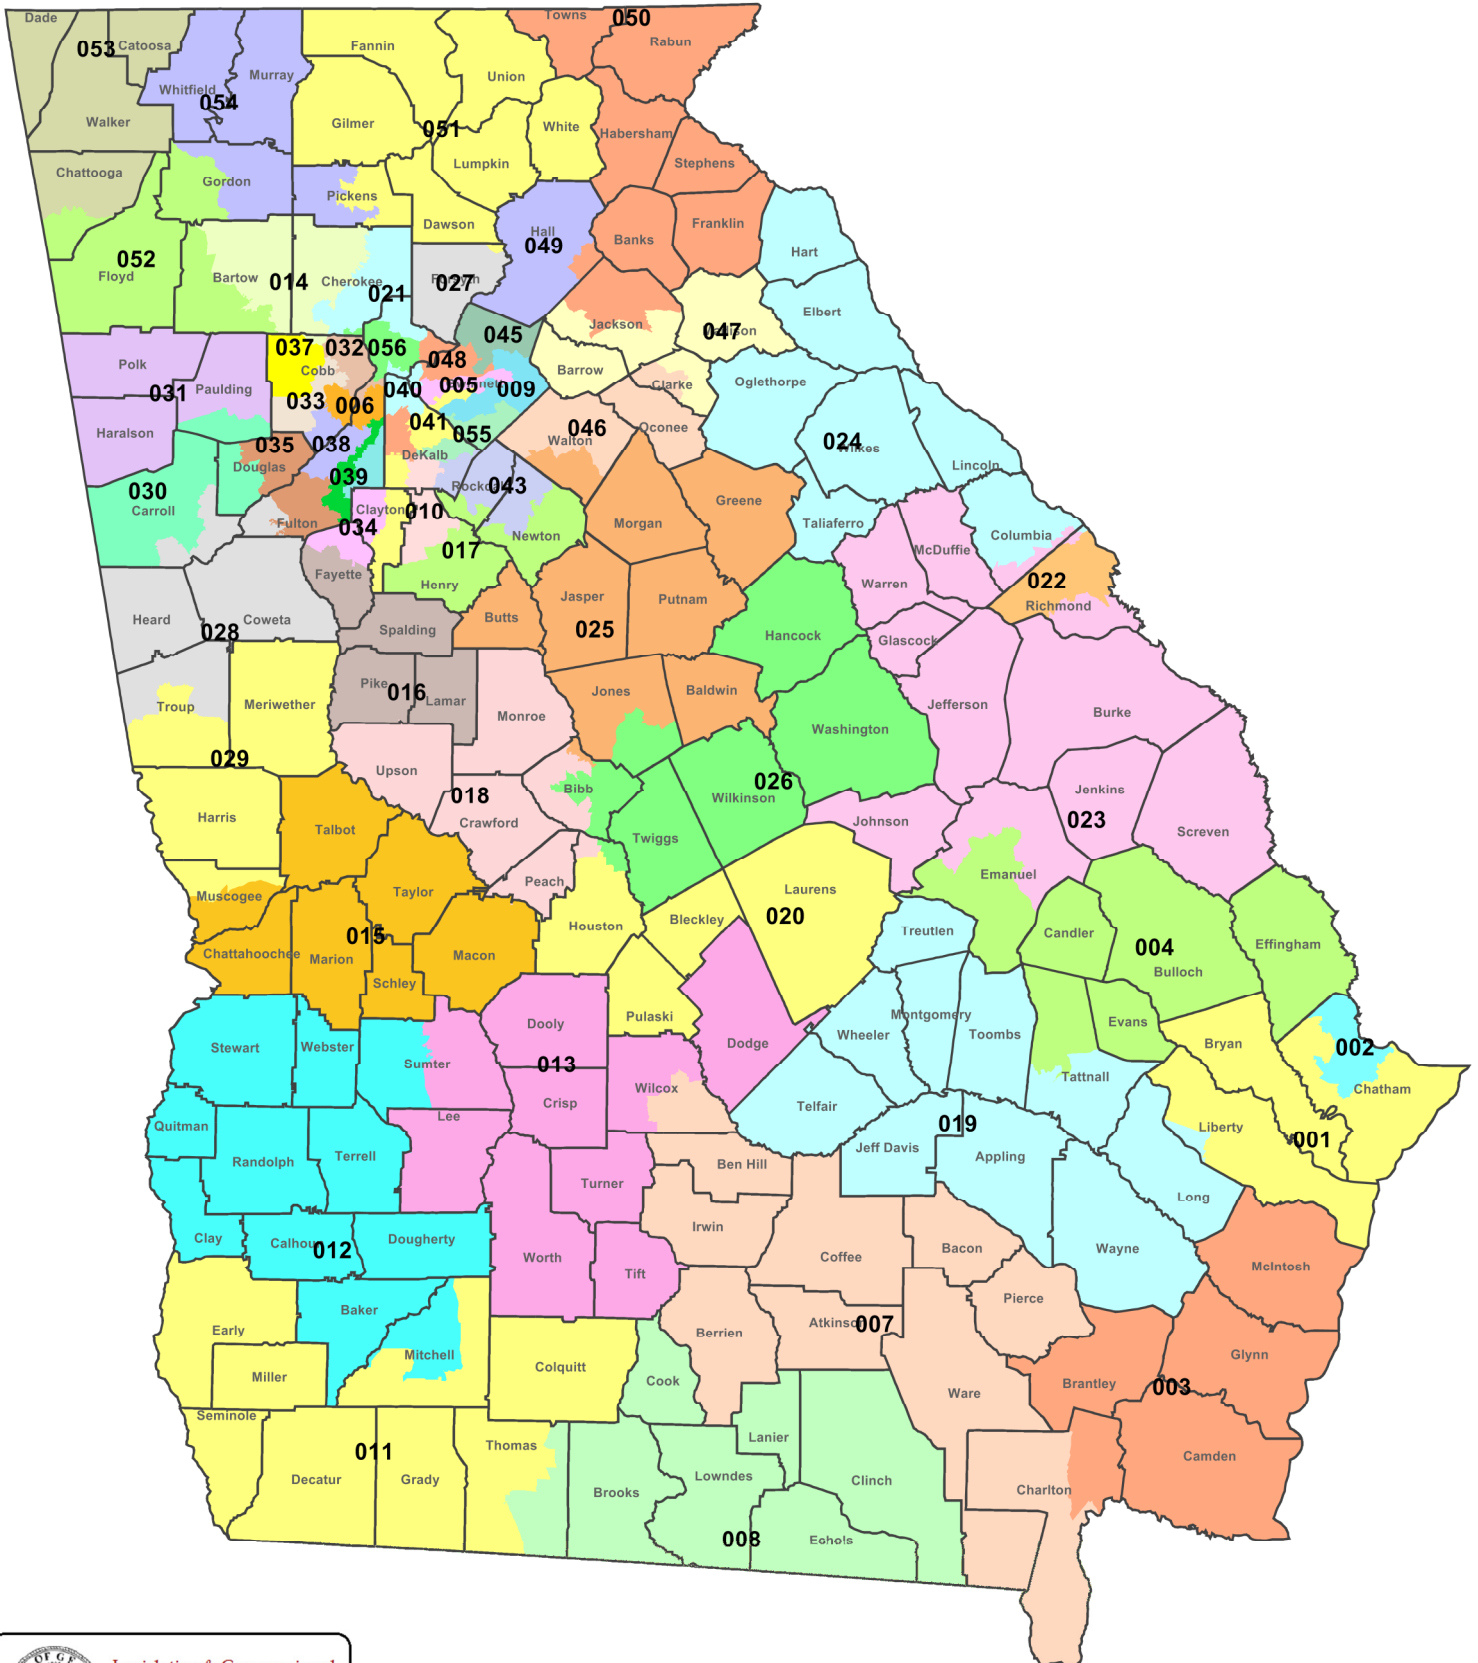 Dade
Catoosa
053
Whitfield
Murray
054
Walker
Chattooga
Fannin
Union
Towns
050
Rabun
Gilmer
051
White
Lumpkin
Habersham
Stephens
Gordon
Pickens
Dawson
Hall
049
Banks
Franklin
Hart
052
Floyd
Bartow
014
Cherokee
021
027
Elbert
Jackson
047
045
037
032
056
048
Cobb
Polk
031
Paulding
Haralson
033
006
040
005
009
Barrow
Clarke
Oglethorpe
041
055
046
Walton
Oconee
024
Wilkes
Lincoln
035
Douglas
038
039
DeKalb
043
030
Carroll
Fulton
Clayton
034
010
017
Henry
Newton
Morgan
Greene
Taliaferro
Columbia
McDuffie
Warren
022
Richmond
Fayette
Heard
028
Coweta
Spalding
Butts
Jasper
025
Putnam
Hancock
Glascock
Troup
Meriwether
Pike
016
Lamar
Monroe
Jones
Baldwin
Washington
Jefferson
Burke
029
Upson
018
Crawford
Bibb
026
Wilkinson
Twiggs
Johnson
Jenkins
023
Screven
Harris
Talbot
Taylor
Peach
Muscogee
Chattahoochee
Marion
015
Schley
Macon
Houston
Bleckley
Laurens
020
Emanuel
Treutlen
Candler
004
Bulloch
Effingham
Stewart
Webster
Sumter
Dooly
013
Crisp
Pulaski
Wilcox
Dodge
Wheeler
Montgomery
Toombs
Evans
Tattnall
Bryan
002
Chatham
Quitman
Randolph
Terrell
Lee
Turner
Ben Hill
Telfair
Jeff Davis
019
Appling
Liberty
001
Long
Clay
Calhoun
012
Dougherty
Worth
Tift
Irwin
Coffee
Bacon
Wayne
McIntosh
Early
Baker
Miller
Mitchell
Colquitt
Berrien
Atkinson
007
Pierce
Cook
Ware
Brantley
003
Glynn
Seminole
Decatur
011
Grady
Thomas
Brooks
Lowndes
Lanier
008
Echols
Clinch
Charlton
Camden
OF GE